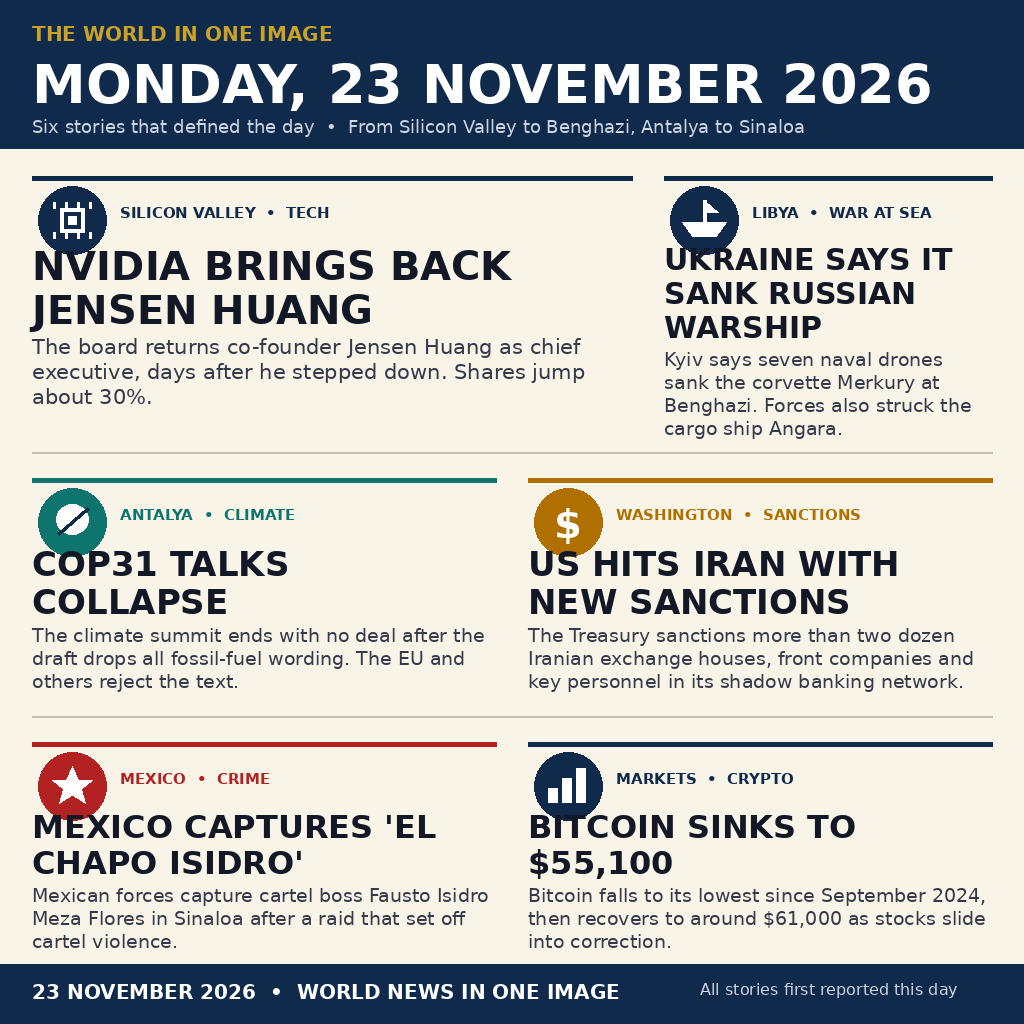 THE WORLD IN ONE IMAGE
MONDAY, 23 NOVEMBER 2026
Six stories that defined the day • From Silicon Valley to Benghazi, Antalya to Sinaloa
SILICON VALLEY • TECH
NVIDIA BRINGS BACK
JENSEN HUANG
The board returns co-founder Jensen Huang as chief
executive, days after he stepped down. Shares jump
about 30%.
LIBYA • WAR AT SEA
UKRAINE SAYS IT
SANK RUSSIAN
WARSHIP
Kyiv says seven naval drones
sank the corvette Merkury at
Benghazi. Forces also struck the
cargo ship Angara.
ANTALYA • CLIMATE
COP31 TALKS
COLLAPSE
The climate summit ends with no deal after the
draft drops all fossil-fuel wording. The EU and
others reject the text.
$
WASHINGTON • SANCTIONS
US HITS IRAN WITH
NEW SANCTIONS
The Treasury sanctions more than two dozen
Iranian exchange houses, front companies and
key personnel in its shadow banking network.
MEXICO • CRIME
MEXICO CAPTURES 'EL
CHAPO ISIDRO'
Mexican forces capture cartel boss Fausto Isidro
Meza Flores in Sinaloa after a raid that set off
cartel violence.
MARKETS • CRYPTO
BITCOIN SINKS TO
$55,100
Bitcoin falls to its lowest since September 2024,
then recovers to around $61,000 as stocks slide
into correction.
23 NOVEMBER 2026 • WORLD NEWS IN ONE IMAGE
All stories first reported this day